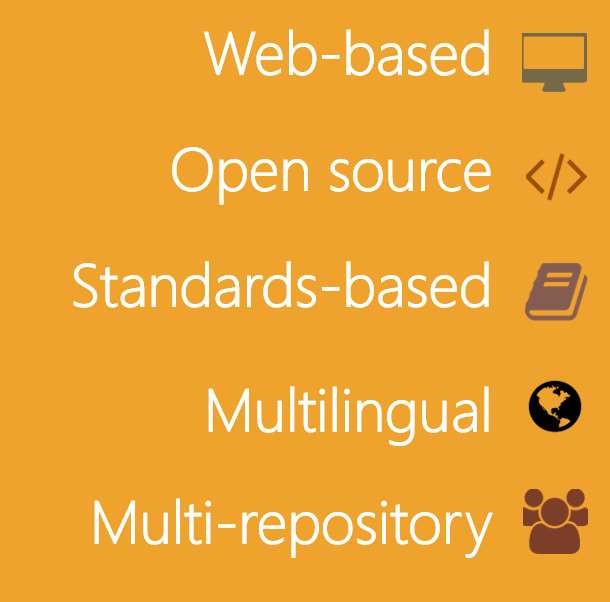 Web-based
Open source
Standards-based
Multilingual
Multi-repository